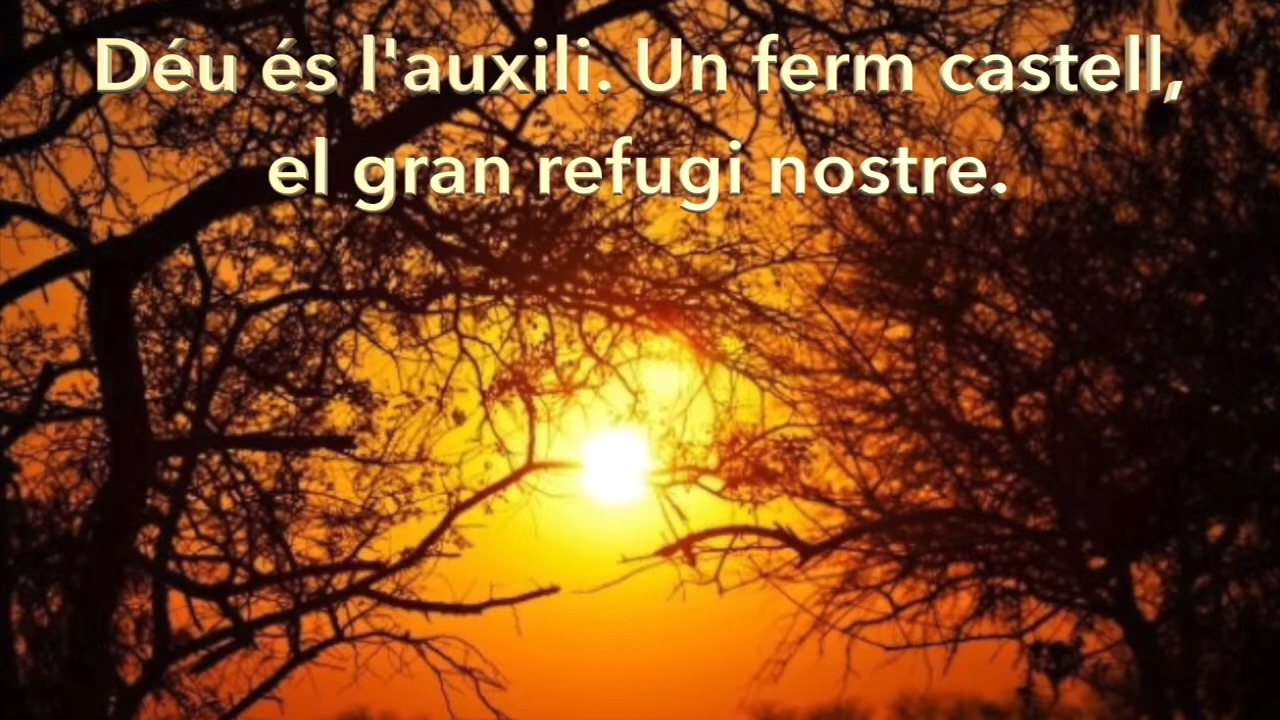 Déu és l'auxili. Un ferm castell,
el gran refugi nostre.